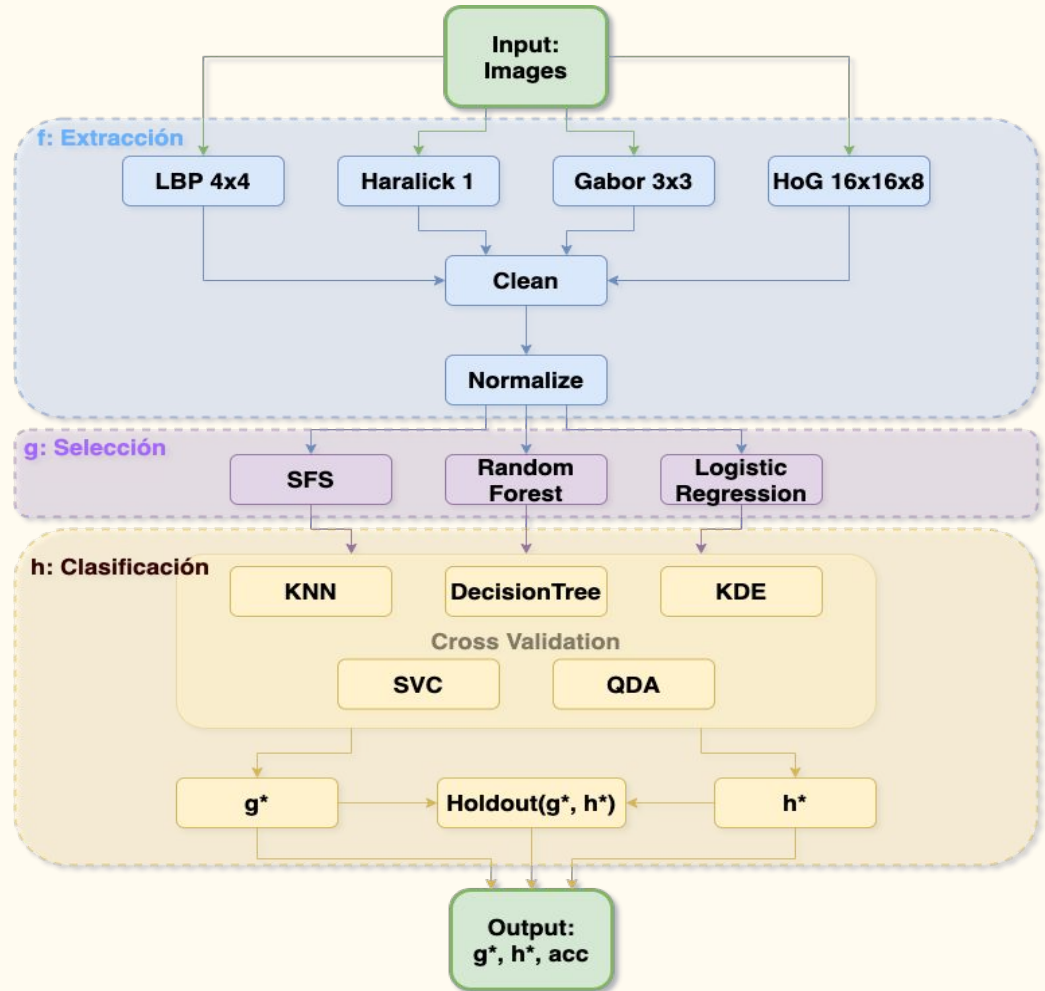 Input:
Images
f: Extracción
LBP 4x4
Haralick 1
Gabor 3x3
HoG 16x16x8
Clean
Normalize
g: Selección
SFS
Random
Forest
Logistic
Regression
h: Clasificación
KNN
DecisionTree
KDE
Cross Validation
SVC
QDA
g*
Holdout(g*, h*)
h*
Output:
g*, h*, acc